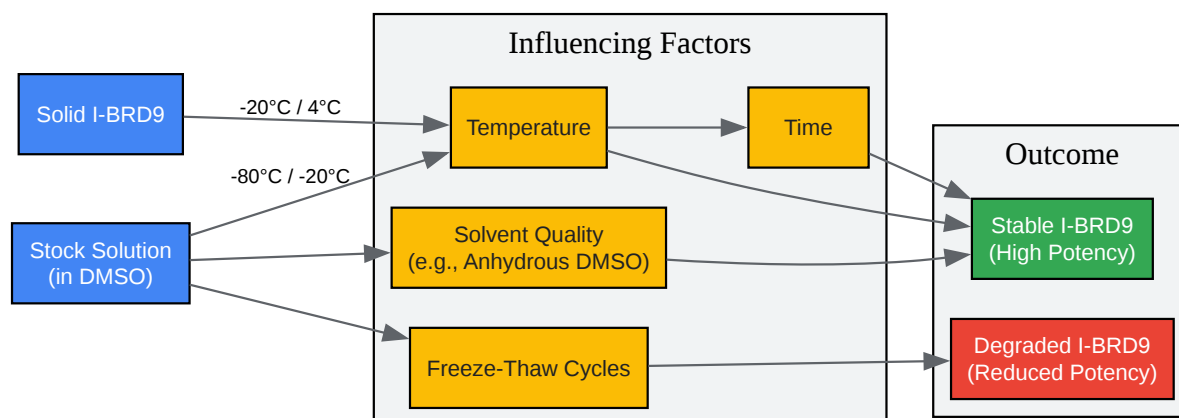 Influencing Factors
Solid I-BRD9
-20°C / 4°C
Temperature
Time
Outcome
-80°C / -20°C
Stock Solution
(in DMSO)
Solvent Quality
(e.g., Anhydrous DMSO)
Stable I-BRD9
(High Potency)
Freeze-Thaw Cycles
Degraded I-BRD9
(Reduced Potency)